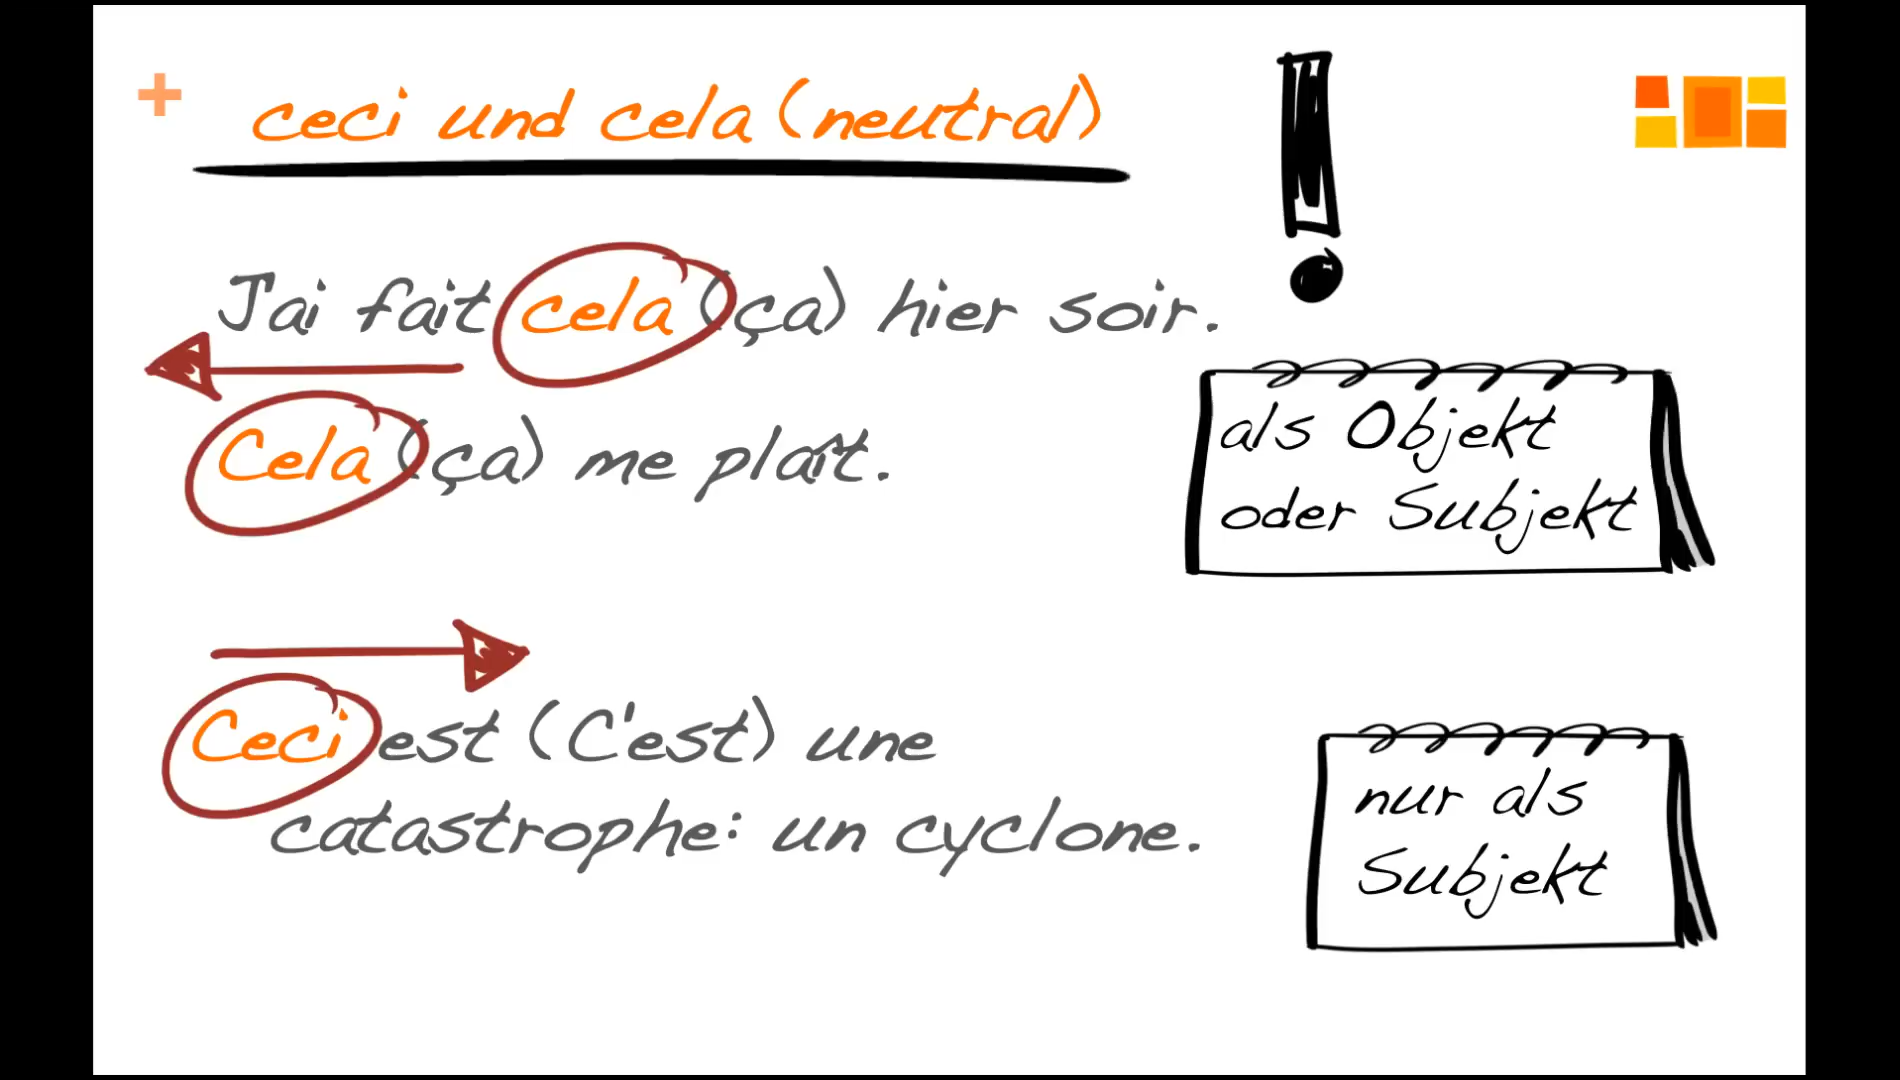 + ceci und cela (neutral)
J'ai fait cela (ça) hier soir.
Cela (ça) me plaît.
als Objekt
oder Subjekt
Ceci est (C'est) une
catastrophe: un cyclone.
nur als
Subjekt